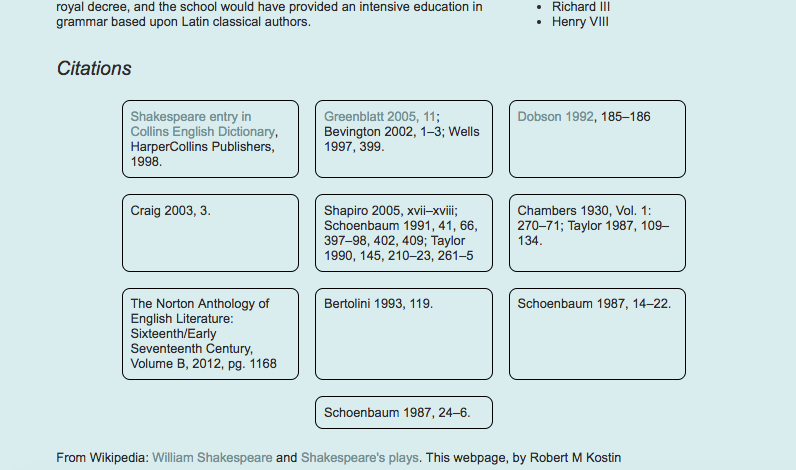 royal decree, and the school would have provided an intensive education in
grammar based upon Latin classical authors.
• Richard III
• Henry VIII
Citations
Shakespeare entry in
Collins English Dictionary,
HarperCollins Publishers,
1998.
Greenblatt 2005, 11;
Bevington 2002, 1–3; Wells
1997, 399.
Dobson 1992, 185–186
Craig 2003, 3.
Shapiro 2005, xvii–xviii;
Schoenbaum 1991, 41, 66,
397–98, 402, 409; Taylor
1990, 145, 210–23, 261–5
Chambers 1930, Vol. 1:
270–71; Taylor 1987, 109–
134.
The Norton Anthology of
English Literature:
Sixteenth/Early
Seventeenth Century,
Volume B, 2012, pg. 1168
Bertolini 1993, 119.
Schoenbaum 1987, 14–22.
Schoenbaum 1987, 24–6.
From Wikipedia: William Shakespeare and Shakespeare's plays. This webpage, by Robert M Kostin